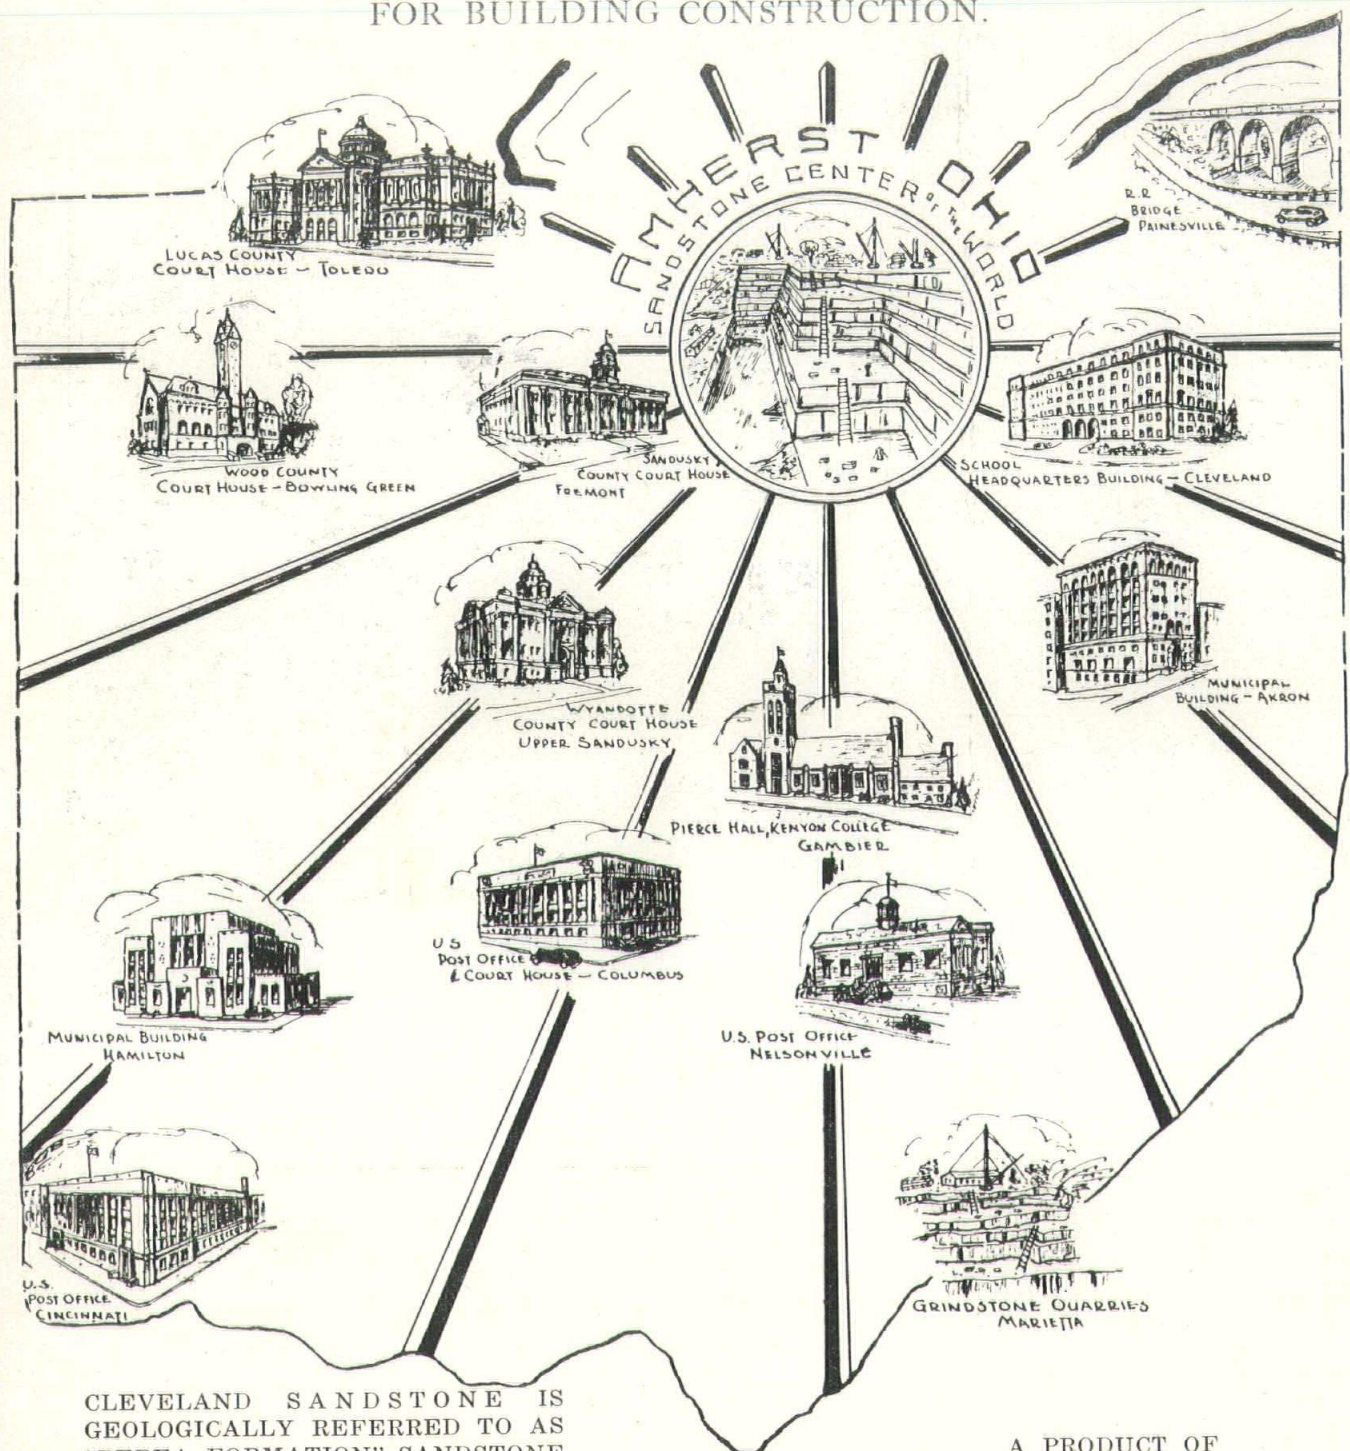 FOR BUILDING CONSTRUCTION.
AMHERST OHIO
SANDSTONE CENTER OF THE WORLD
LUCAS COUNTY
COURT HOUSE - TOLEDO
R.R.
BRIDGE
PAINESVILLE
WOOD COUNTY
COURT HOUSE - BOWLING GREEN
SANDUSKY
COUNTY COURT HOUSE
FREMONT
SCHOOL
HEADQUARTERS BUILDING - CLEVELAND
WYANDOTTE
COUNTY COURT HOUSE
UPPER SANDUSKY
MUNICIPAL
BUILDING - AKRON
PIERCE HALL, KENYON COLLEGE
GAMBIER
U S
POST OFFICE
& COURT HOUSE - COLUMBUS
MUNICIPAL BUILDING
HAMILTON
U.S. POST OFFICE
NELSONVILLE
U.S.
POST OFFICE
CINCINNATI
GRINDSTONE QUARRIES
MARIETTA
CLEVELAND SANDSTONE IS
GEOLOGICALLY REFERRED TO AS
"BEREA FORMATION" SANDSTONE
A PRODUCT OF